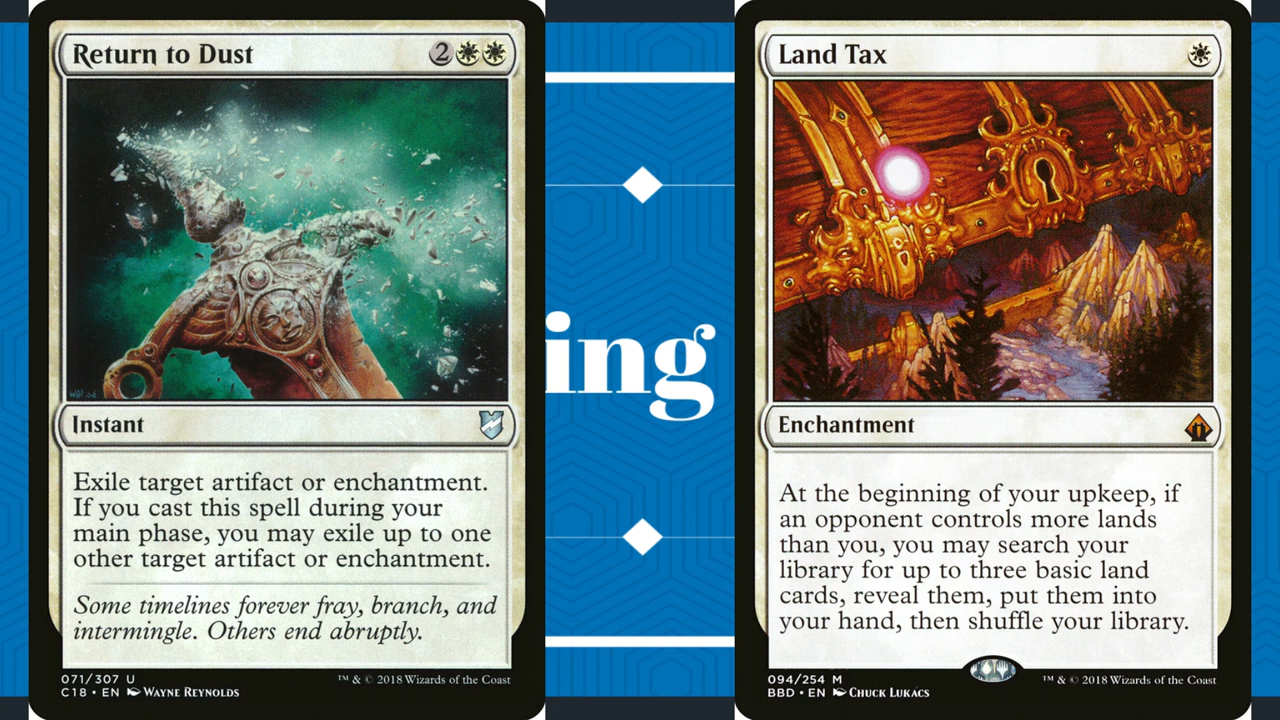 Return to Dust 2
Instant
Exile target artifact or enchantment.
If you cast this spell during your
main phase, you may exile up to one
other target artifact or enchantment.
Some timelines forever fray, branch, and
intermingle. Others end abruptly.
071/307 U
C18 • EN Wayne Reynolds
™ & © 2018 Wizards of the Coast
ing
Land Tax
Enchantment
At the beginning of your upkeep, if
an opponent controls more lands
than you, you may search your
library for up to three basic land
cards, reveal them, put them into
your hand, then shuffle your library.
094/254 M
BBD • EN Chuck Lukacs
™ & © 2018 Wizards of the Coast